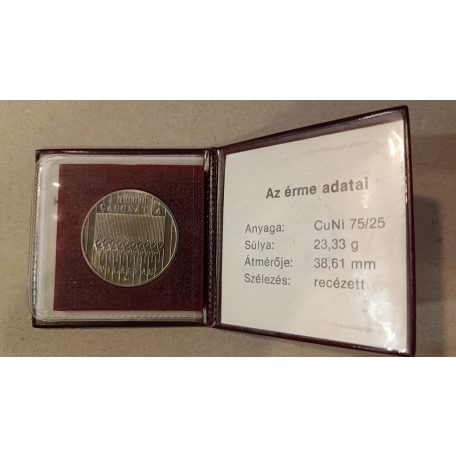 Az érme adatai
Anyaga: CuNi 75/25
Súlya: 23,33 g
Átmérője: 38,61 mm
Szélezés: recézett